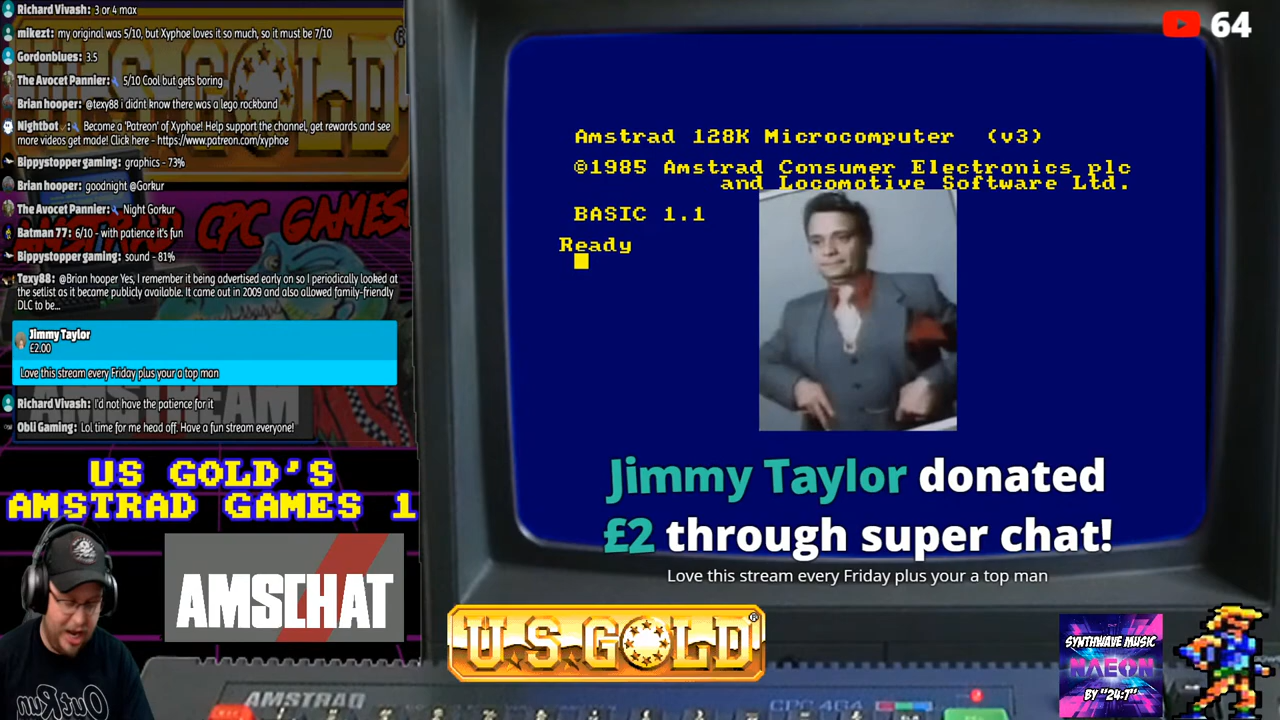 Richard Vivash: 3 or 4 max
mikezt: my original was 5/10, but Xyphoe loves it so much, so it must be 7/10
Gordonblues: 3.5
The Avocet Pannier: 5/10 Cool but gets boring
Brian hooper: @texy88 i didnt know there was a lego rockband
Nightbot: Become a 'Patreon' of Xyphoe! Help support the channel, get rewards and see
more videos get made! Click here - https://www.patreon.com/xyphoe
Bippystopper gaming: graphics - 73%
Brian hooper: goodnight @Gorkur
The Avocet Pannier: Night Gorkur
Batman 77: 6/10 - with patience it's fun
Bippystopper gaming: sound - 81%
Texy88: @Brian hooper Yes, I remember it being advertised early on so I periodically looked at
the setlist as it became publicly available. It came out in 2009 and also allowed family-friendly
DLC to be...
Jimmy Taylor
£2.00
Love this stream every Friday plus your a top man
Richard Vivash: I'd not have the patience for it
Obli Gaming: Lol time for me head off. Have a fun stream everyone!
US GOLD
AMSTRAD CPC GAMES
AMSTREAM
US GOLD'S
AMSTRAD GAMES 1
AMSCHAT
OutRun
64
Amstrad 128K Microcomputer (v3)
©1985 Amstrad Consumer Electronics plc
and Locomotive Software Ltd.
BASIC 1.1
Ready
Jimmy Taylor donated
£2 through super chat!
Love this stream every Friday plus your a top man
U.S. GOLD®
AMSTRAD
CPC 464
SYNTHWAVE MUSIC
NAEON
BY "24:7"